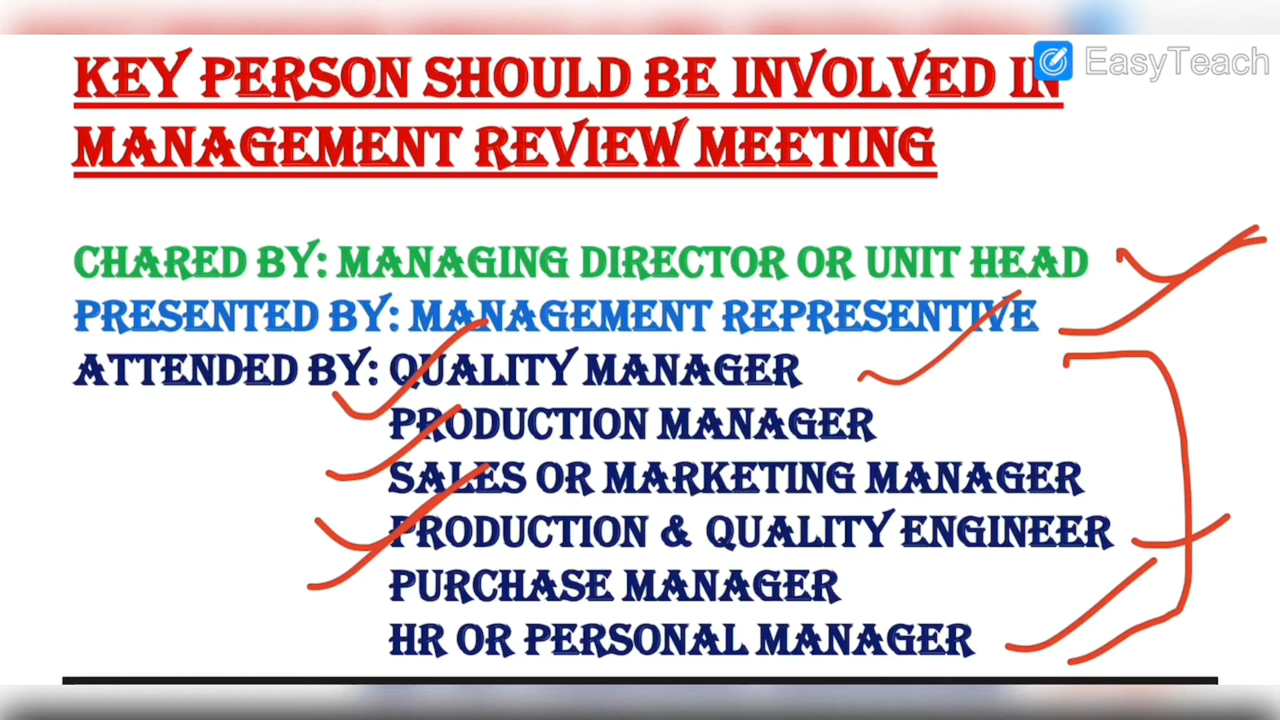 EasyTeach
KEY PERSON SHOULD BE INVOLVED IN
MANAGEMENT REVIEW MEETING
CHARED BY: MANAGING DIRECTOR OR UNIT HEAD
PRESENTED BY: MANAGEMENT REPRESENTIVE
ATTENDED BY: QUALITY MANAGER
PRODUCTION MANAGER
SALES OR MARKETING MANAGER
PRODUCTION & QUALITY ENGINEER
PURCHASE MANAGER
HR OR PERSONAL MANAGER